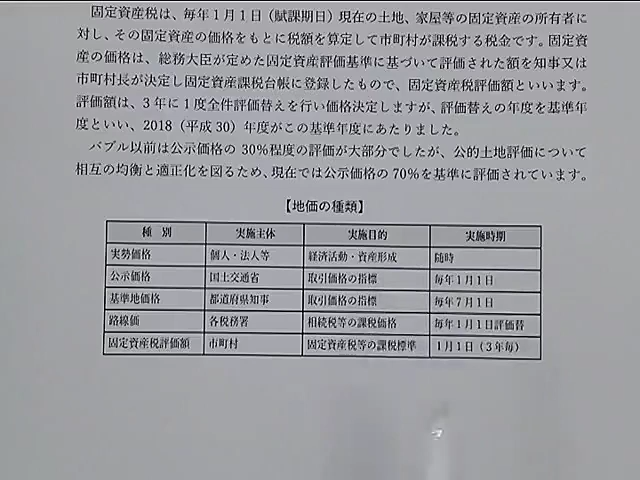 固定資産税は、毎年1月1日(賦課期日)現在の土地、家屋等の固定資産の所有者に
対し、その固定資産の価格をもとに税額を算定して市町村が課税する税金です。固定資
産の価格は、総務大臣が定めた固定資産評価基準に基づいて評価された額を知事又は
市町村長が決定し固定資産課税台帳に登録したもので、固定資産税評価額といいます。
評価額は、3年に1度全件評価替えを行い価格決定しますが、評価替えの年度を基準年
度といい、2018(平成30)年度がこの基準年度にあたりました。
バブル以前は公示価格の30%程度の評価が大部分でしたが、公的土地評価について
相互の均衡と適正化を図るため、現在では公示価格の70%を基準に評価されています。
【地価の種類】
種 別 実施主体 実施目的 実施時期
実勢価格 個人・法人等 経済活動・資産形成 随時
公示価格 国土交通省 取引価格の指標 毎年1月1日
基準地価格 都道府県知事 取引価格の指標 毎年7月1日
路線価 各税務署 相続税等の課税価格 毎年1月1日評価替
固定資産税評価額 市町村 固定資産税等の課税標準 1月1日(3年毎)